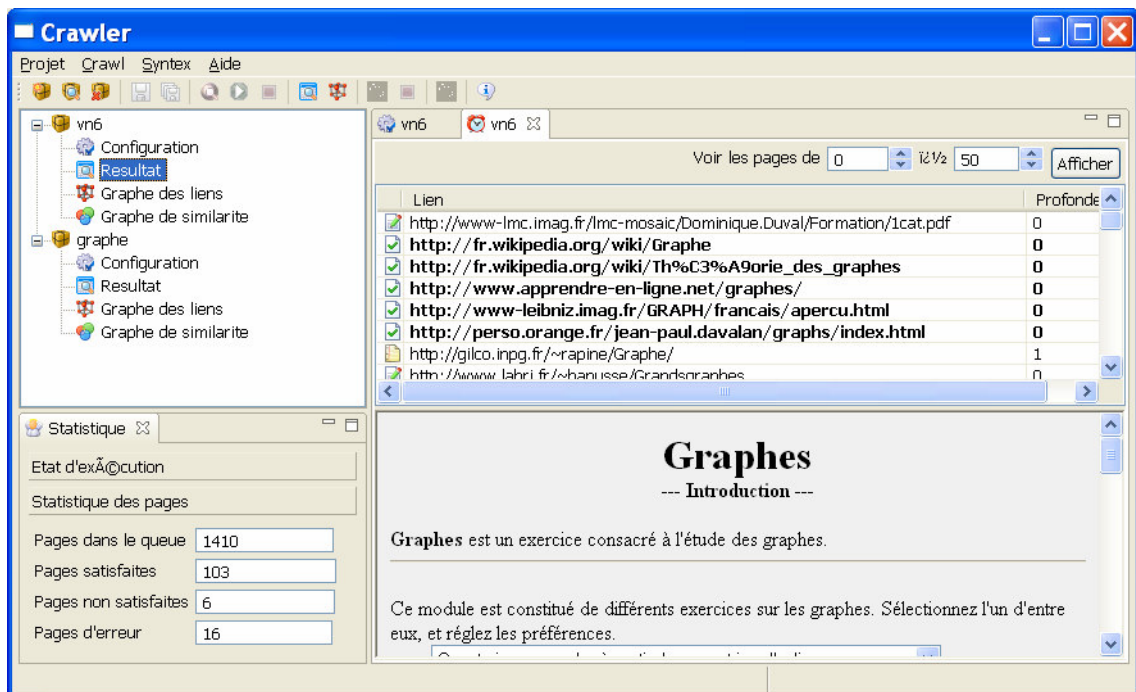 Crawler
Projet Crawl Syntex Aide
vn6
Configuration
Resultat
Graphe des liens
Graphe de similarite
graphe
Configuration
Resultat
Graphe des liens
Graphe de similarite
Statistique
Etat d'exÃ©cution
Statistique des pages
Pages dans le queue 1410
Pages satisfaites 103
Pages non satisfaites 6
Pages d'erreur 16
vn6 vn6
Voir les pages de 0 ï¿½ 50 Afficher
Lien Profonde
http://www-lmc.imag.fr/lmc-mosaic/Dominique.Duval/Formation/1cat.pdf 0
http://fr.wikipedia.org/wiki/Graphe 0
http://fr.wikipedia.org/wiki/Th%C3%A9orie_des_graphes 0
http://www.apprendre-en-ligne.net/graphes/ 0
http://www-leibniz.imag.fr/GRAPH/francais/apercu.html 0
http://perso.orange.fr/jean-paul.davalan/graphs/index.html 0
http://gilco.inpg.fr/~rapine/Graphe/ 1
http://www.labri.fr/~hanusse/Grandsgraphes 0
Graphes
--- Introduction ---
Graphes est un exercice consacré à l'étude des graphes.
Ce module est constitué de différents exercices sur les graphes. Sélectionnez l'un d'entre
eux, et réglez les préférences.